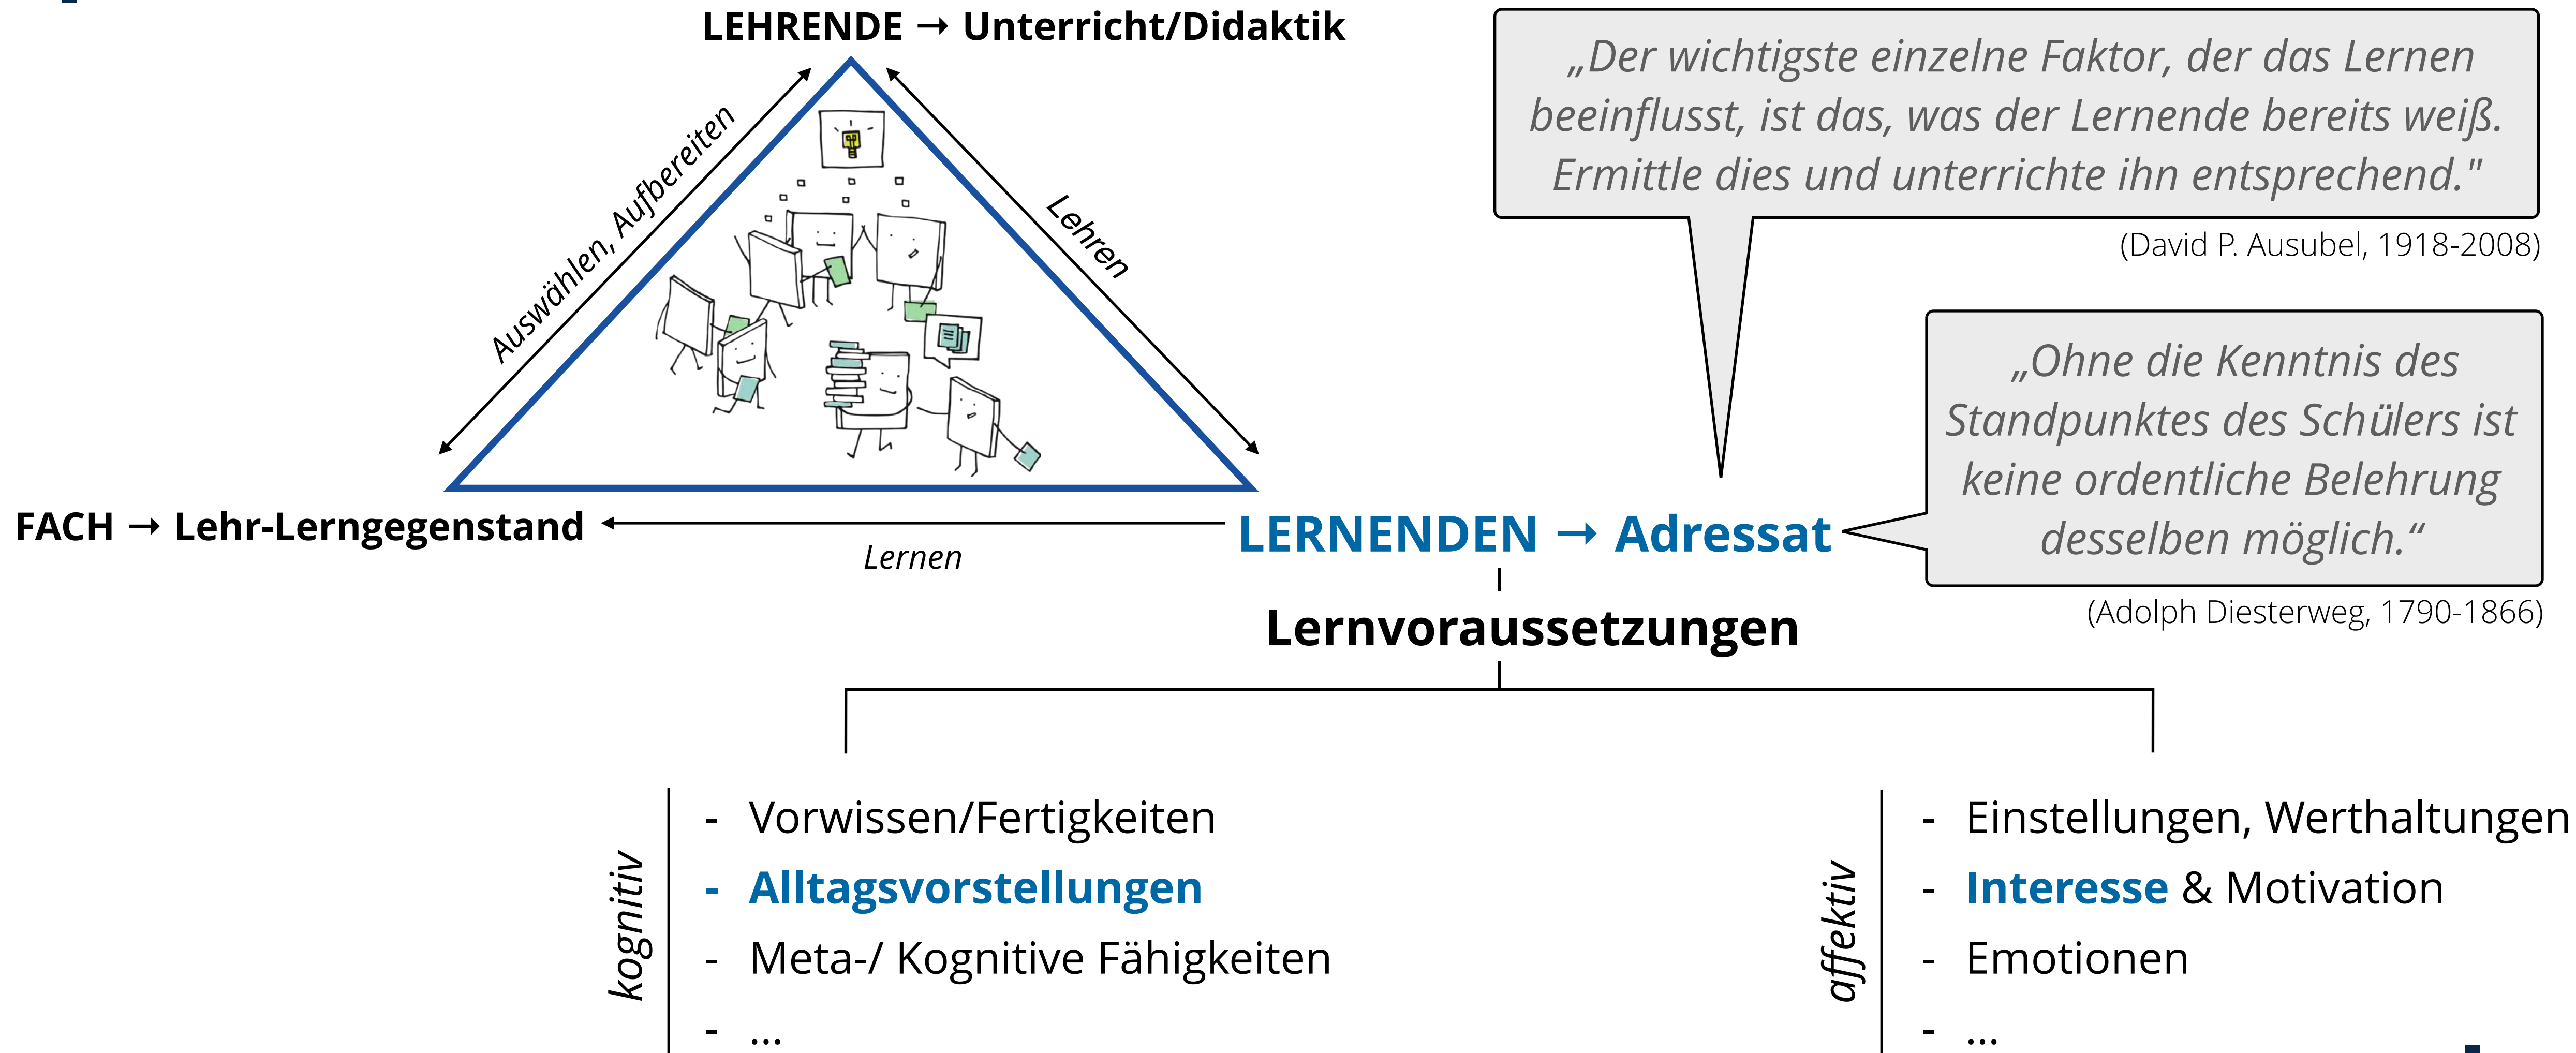 LEHRENDE → Unterricht/Didaktik
Auswählen, Aufbereiten
Lehren
FACH → Lehr-Lerngegenstand
Lernen
LERNENDEN → Adressat
„Der wichtigste einzelne Faktor, der das Lernen
beeinflusst, ist das, was der Lernende bereits weiß.
Ermittle dies und unterrichte ihn entsprechend."
(David P. Ausubel, 1918-2008)
„Ohne die Kenntnis des
Standpunktes des Schülers ist
keine ordentliche Belehrung
desselben möglich.“
(Adolph Diesterweg, 1790-1866)
Lernvoraussetzungen
kognitiv
- Vorwissen/Fertigkeiten
- Alltagsvorstellungen
- Meta-/ Kognitive Fähigkeiten
- ...
affektiv
- Einstellungen, Werthaltungen
- Interesse & Motivation
- Emotionen
- ...